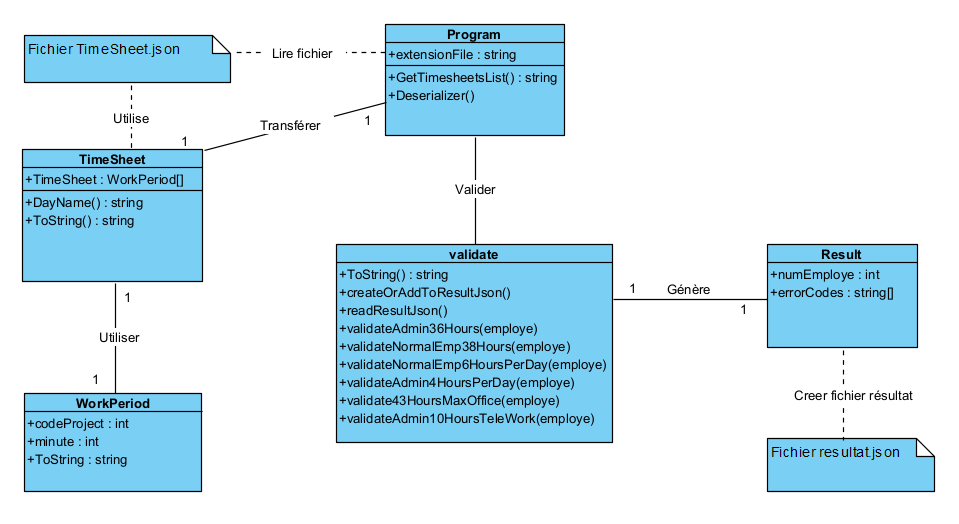 Fichier TimeSheet.json
Lire fichier
Program
+extensionFile : string
+GetTimesheetsList() : string
+Deserializer()
Utilise
Transférer
1
1
TimeSheet
+TimeSheet : WorkPeriod[]
+DayName() : string
+ToString() : string
Valider
validate
+ToString() : string
+createOrAddToResultJson()
+readResultJson()
+validateAdmin36Hours(employe)
+validateNormalEmp38Hours(employe)
+validateNormalEmp6HoursPerDay(employe)
+validateAdmin4HoursPerDay(employe)
+validate43HoursMaxOffice(employe)
+validateAdmin10HoursTeleWork(employe)
1
Génère
1
Result
+numEmploye : int
+errorCodes : string[]
1
Utiliser
1
WorkPeriod
+codeProject : int
+minute : int
+ToString : string
Creer fichier résultat
Fichier resultat.json